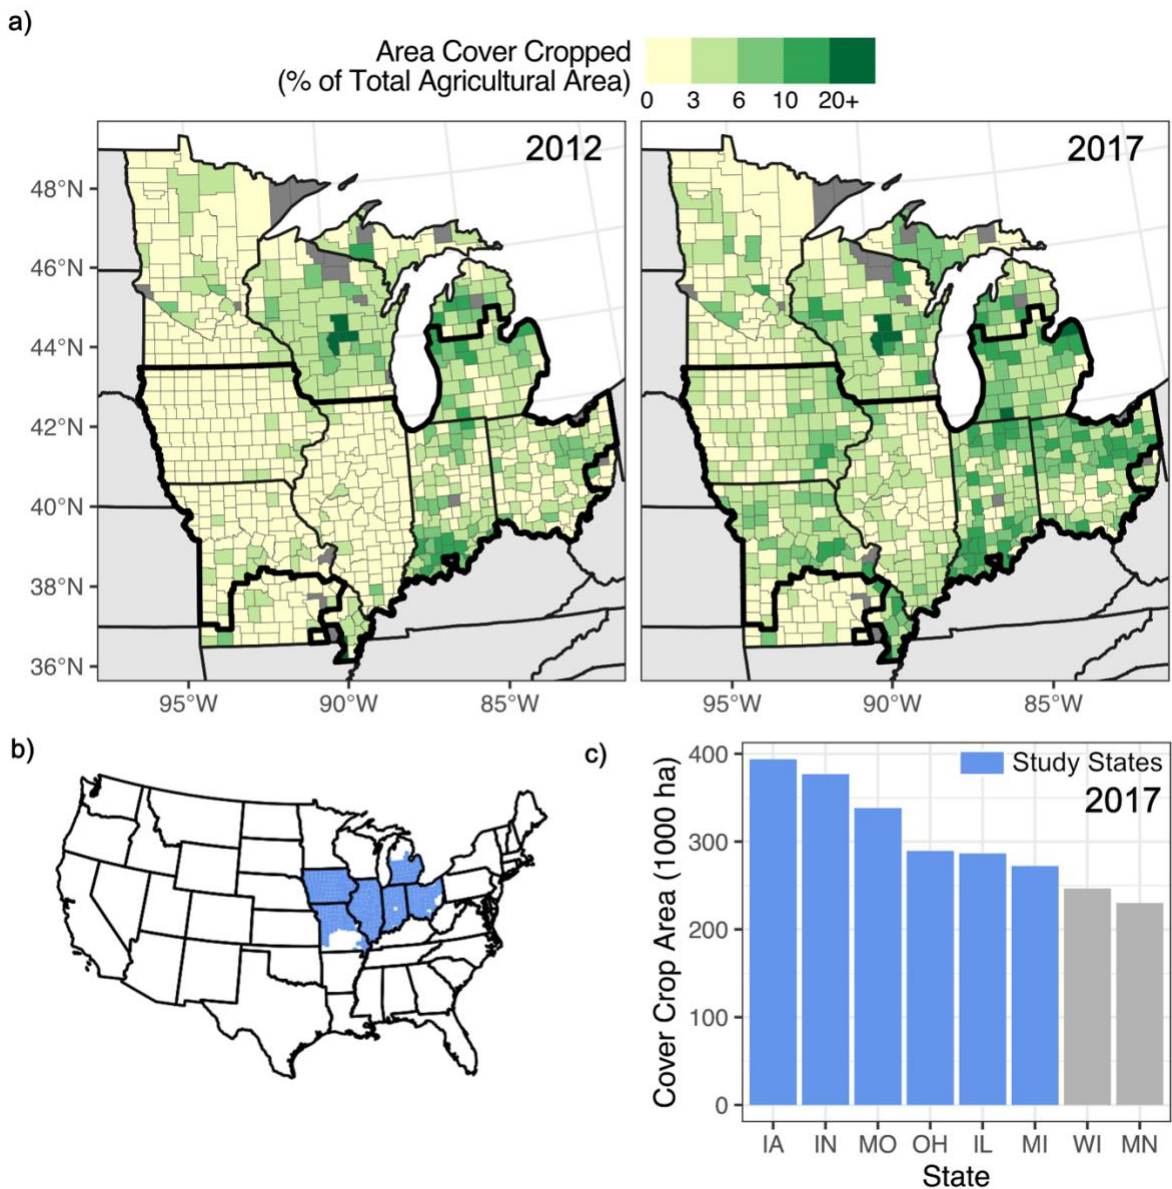 a)
Area Cover Cropped
(% of Total Agricultural Area)
0 3 6 10 20+
2012 2017
48°N
46°N
44°N
42°N
40°N
38°N
36°N
95°W 90°W 85°W 95°W 90°W 85°W
b)
c)
Study States
2017
Cover Crop Area (1000 ha)
400
300
200
100
0
IA IN MO OH IL MI WI MN
State